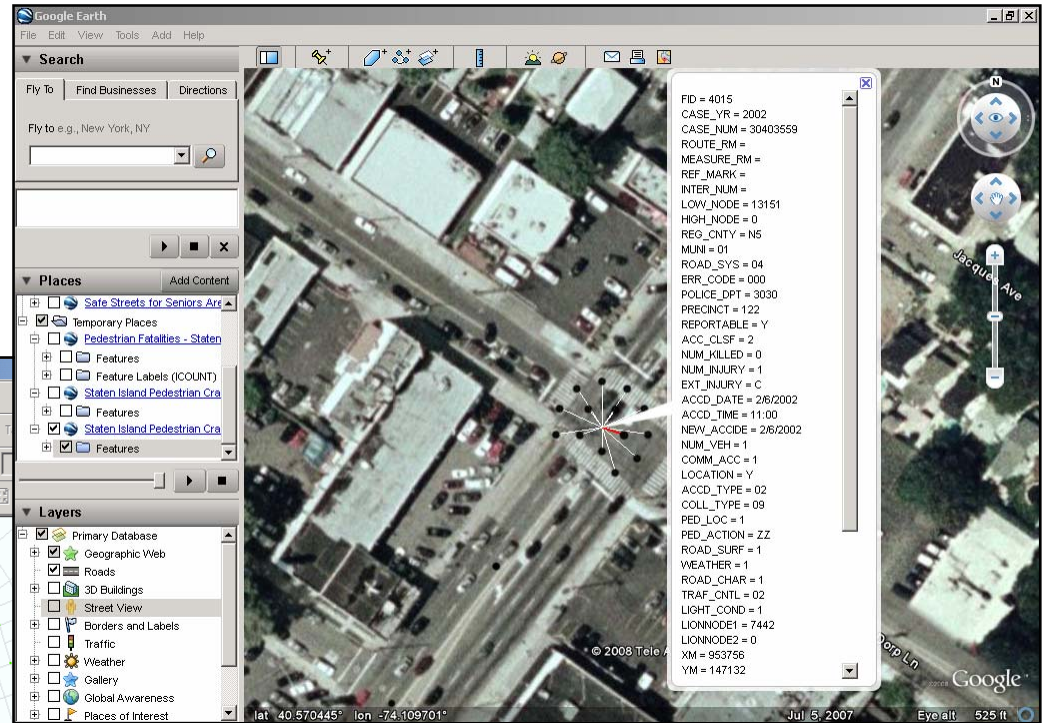 Google Earth
File Edit View Tools Add Help
Search
Fly To Find Businesses Directions
Fly to e.g., New York, NY
Places Add Content
Safe Streets for Seniors Are
Temporary Places
Pedestrian Fatalities - Staten
Features
Feature Labels (ICOUNT)
Staten Island Pedestrian Cra
Features
Staten Island Pedestrian Cra
Features
Layers
Primary Database
Geographic Web
Roads
3D Buildings
Street View
Borders and Labels
Traffic
Weather
Gallery
Global Awareness
Places of Interest
FID = 4015
CASE_YR = 2002
CASE_NUM = 30403559
ROUTE_RM =
MEASURE_RM =
REF_MARK =
INTER_NUM =
LOW_NODE = 13151
HIGH_NODE = 0
REG_CNTY = N5
MUNI = 01
ROAD_SYS = 04
ERR_CODE = 000
POLICE_DPT = 3030
PRECINCT = 122
REPORTABLE = Y
ACC_CLSF = 2
NUM_KILLED = 0
NUM_INJURY = 1
EXT_INJURY = C
ACCD_DATE = 2/6/2002
ACCD_TIME = 11:00
NEW_ACCIDE = 2/6/2002
NUM_VEH = 1
COMM_ACC = 1
LOCATION = Y
ACCD_TYPE = 02
COLL_TYPE = 09
PED_LOC = 1
PED_ACTION = ZZ
ROAD_SURF = 1
WEATHER = 1
ROAD_CHAR = 1
TRAF_CNTL = 02
LIGHT_COND = 1
LIONNODE1 = 7442
LIONNODE2 = 0
XM = 953756
YM = 147132
N
Jacques Ave
Dorp Ln
© 2008 Tele A
Google
lat 40.570445° lon -74.109701° Jul 5, 2007 Eye alt 525 ft